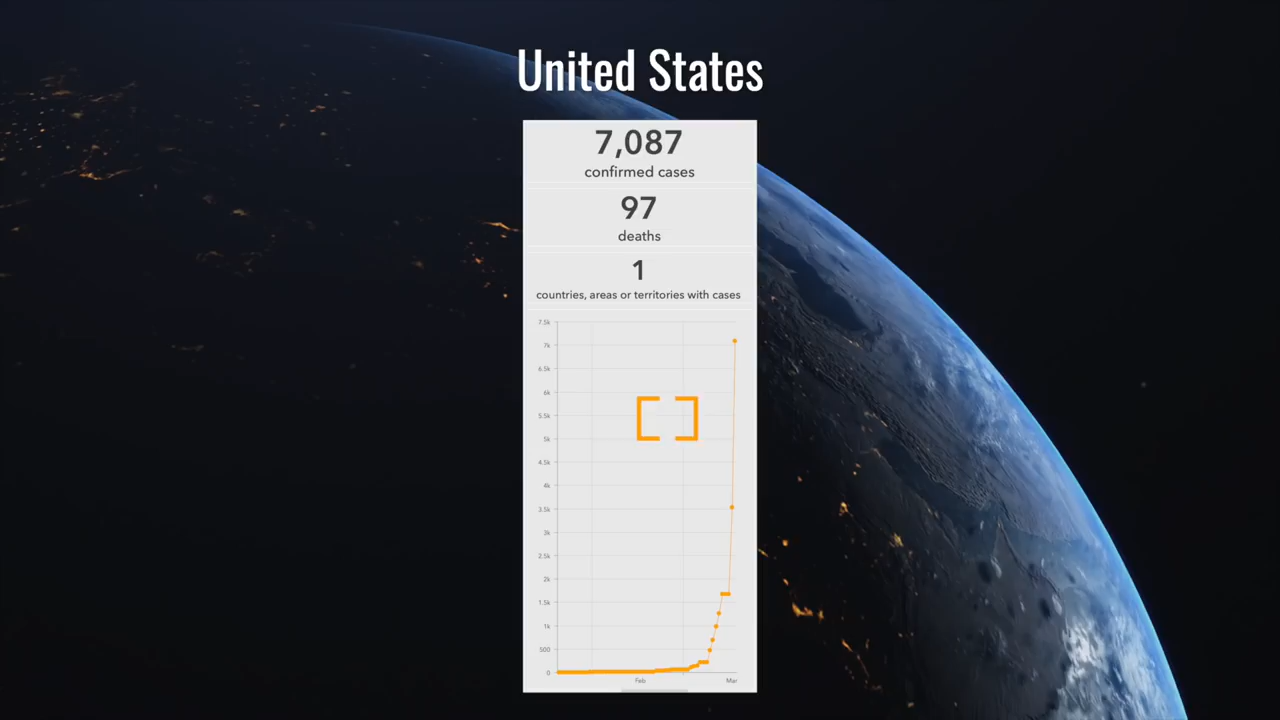 United States
7,087
confirmed cases
97
deaths
1
countries, areas or territories with cases
7.5k
7k
6.5k
6k
5.5k
5k
4.5k
4k
3.5k
3k
2.5k
2k
1.5k
1k
500
0
Feb
Mar